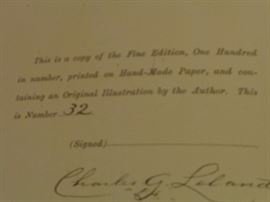 This is a copy of the Fine Edition, One Hundred
in number, printed on Hand-Made Paper, and con-
taining an Original Illustration by the Author. This
is Number 32
(Signed)
Charles G. Leland